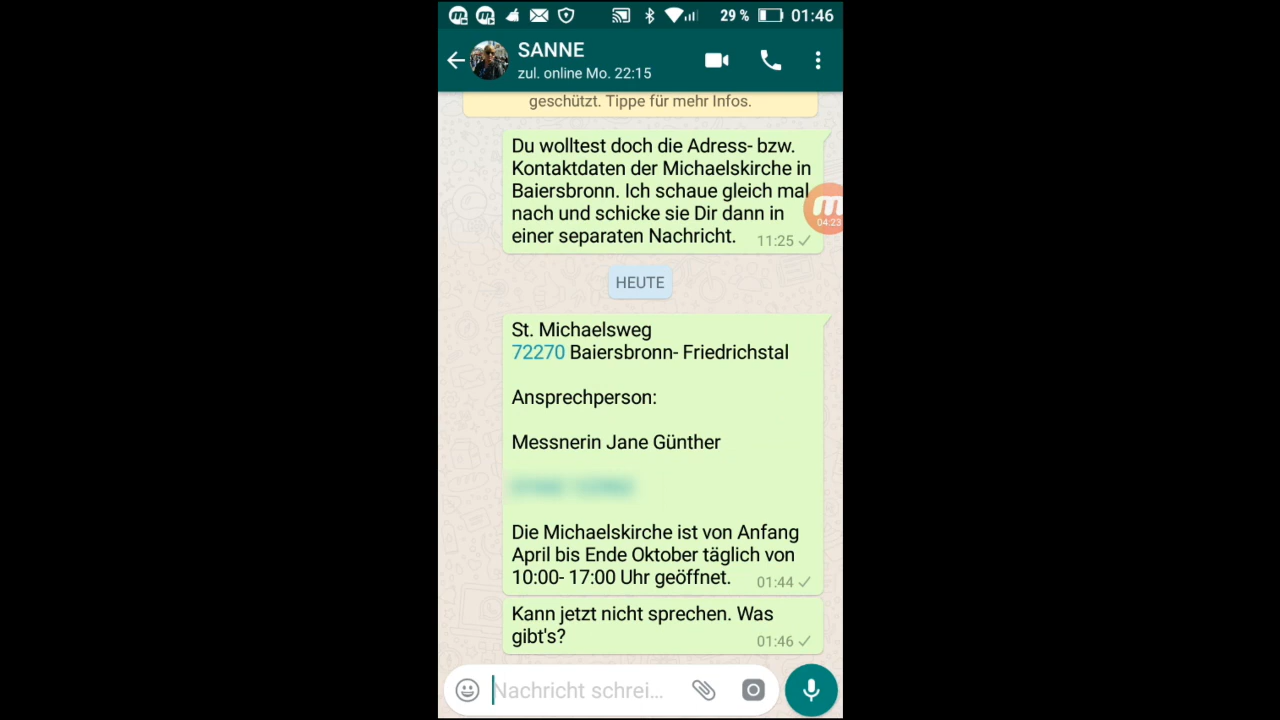 29 % 01:46
SANNE
zul. online Mo. 22:15
geschützt. Tippe für mehr Infos.
Du wolltest doch die Adress- bzw.
Kontaktdaten der Michaelskirche in
Baiersbronn. Ich schaue gleich mal
nach und schicke sie Dir dann in
einer separaten Nachricht. 11:25
04:23
HEUTE
St. Michaelsweg
72270 Baiersbronn- Friedrichstal
Ansprechperson:
Messnerin Jane Günther
Die Michaelskirche ist von Anfang
April bis Ende Oktober täglich von
10:00- 17:00 Uhr geöffnet. 01:44
Kann jetzt nicht sprechen. Was
gibt's? 01:46
Nachricht schrei...